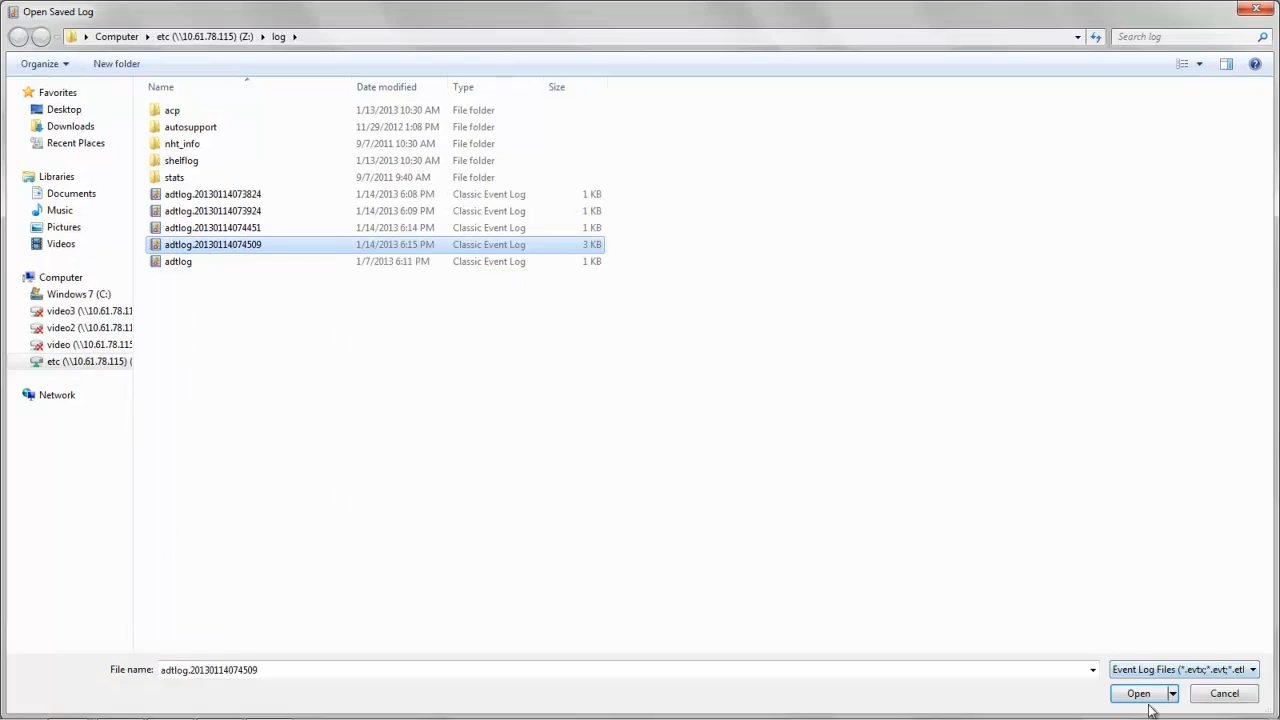 Open Saved Log
Computer etc (\\10.61.78.115) (Z:) log
Search log
Organize New folder
Name Date modified Type Size
Favorites
Desktop
Downloads
Recent Places
Libraries
Documents
Music
Pictures
Videos
Computer
Windows 7 (C:)
video3 (\\10.61.78.11
video2 (\\10.61.78.11
video (\\10.61.78.115
etc (\\10.61.78.115) (
Network
acp 1/13/2013 10:30 AM File folder
autosupport 11/29/2012 1:08 PM File folder
nht_info 9/7/2011 10:30 AM File folder
shelflog 1/13/2013 10:30 AM File folder
stats 9/7/2011 9:40 AM File folder
adtlog.20130114073824 1/14/2013 6:08 PM Classic Event Log 1 KB
adtlog.20130114073924 1/14/2013 6:09 PM Classic Event Log 1 KB
adtlog.20130114074451 1/14/2013 6:14 PM Classic Event Log 1 KB
adtlog.20130114074509 1/14/2013 6:15 PM Classic Event Log 3 KB
adtlog 1/7/2013 6:11 PM Classic Event Log 1 KB
File name: adtlog.20130114074509
Event Log Files (*.evtx;*.evt;*.etl
Open Cancel